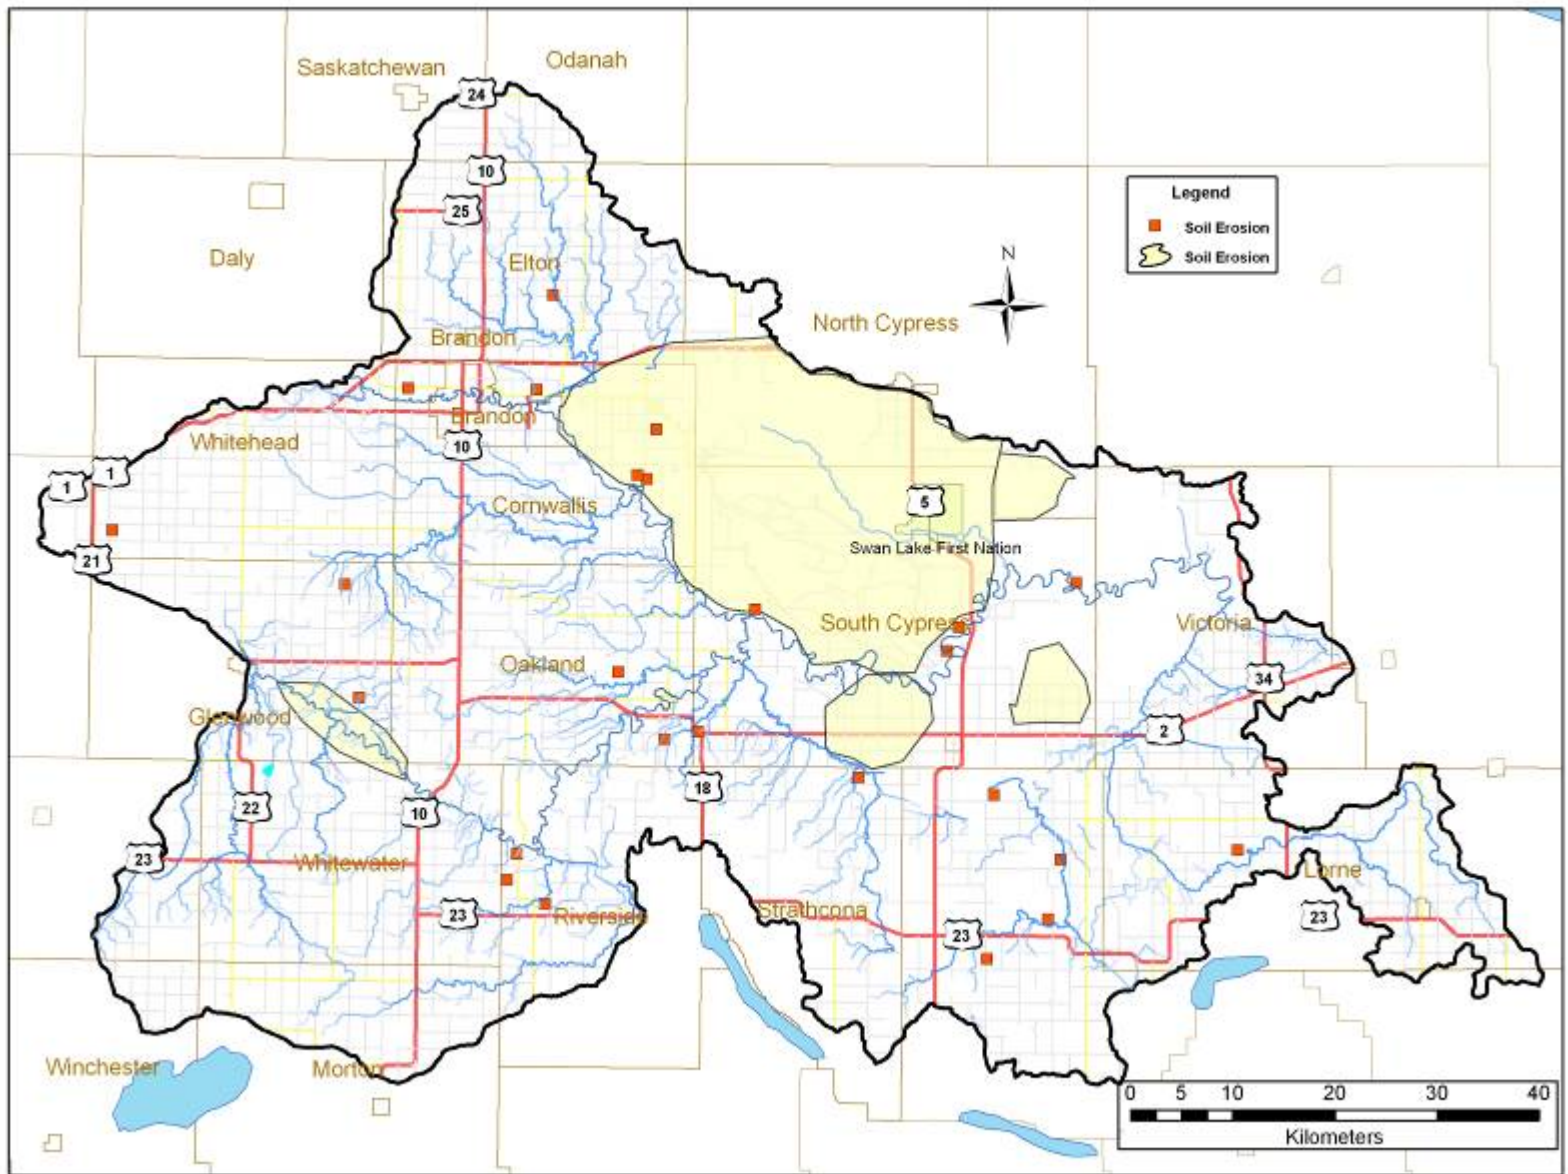 Saskatchewan
Odanah
24
10
25
Daly
Elton
Legend
Soil Erosion
Soil Erosion
N
North Cypress
Brandon
Brandon
Whitehead
10
1
1
Cornwallis
5
21
Swan Lake First Nation
South Cypress
Victoria
Oakland
34
Glenwood
2
18
22
10
23
Whitewater
Lorne
23
Riverside
Strathcona
23
23
Winchester
Morton
0 5 10 20 30 40
Kilometers